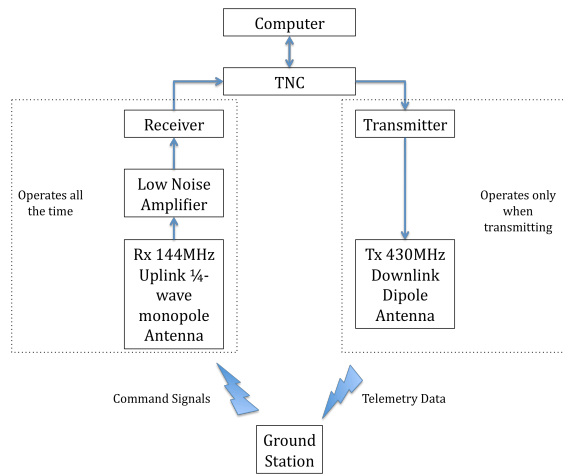 Computer
TNC
Receiver
Transmitter
Operates all
the time
Low Noise
Amplifier
Operates only
when
transmitting
Rx 144MHz
Uplink ¼-
wave
monopole
Antenna
Tx 430MHz
Downlink
Dipole
Antenna
Command Signals
Telemetry Data
Ground
Station